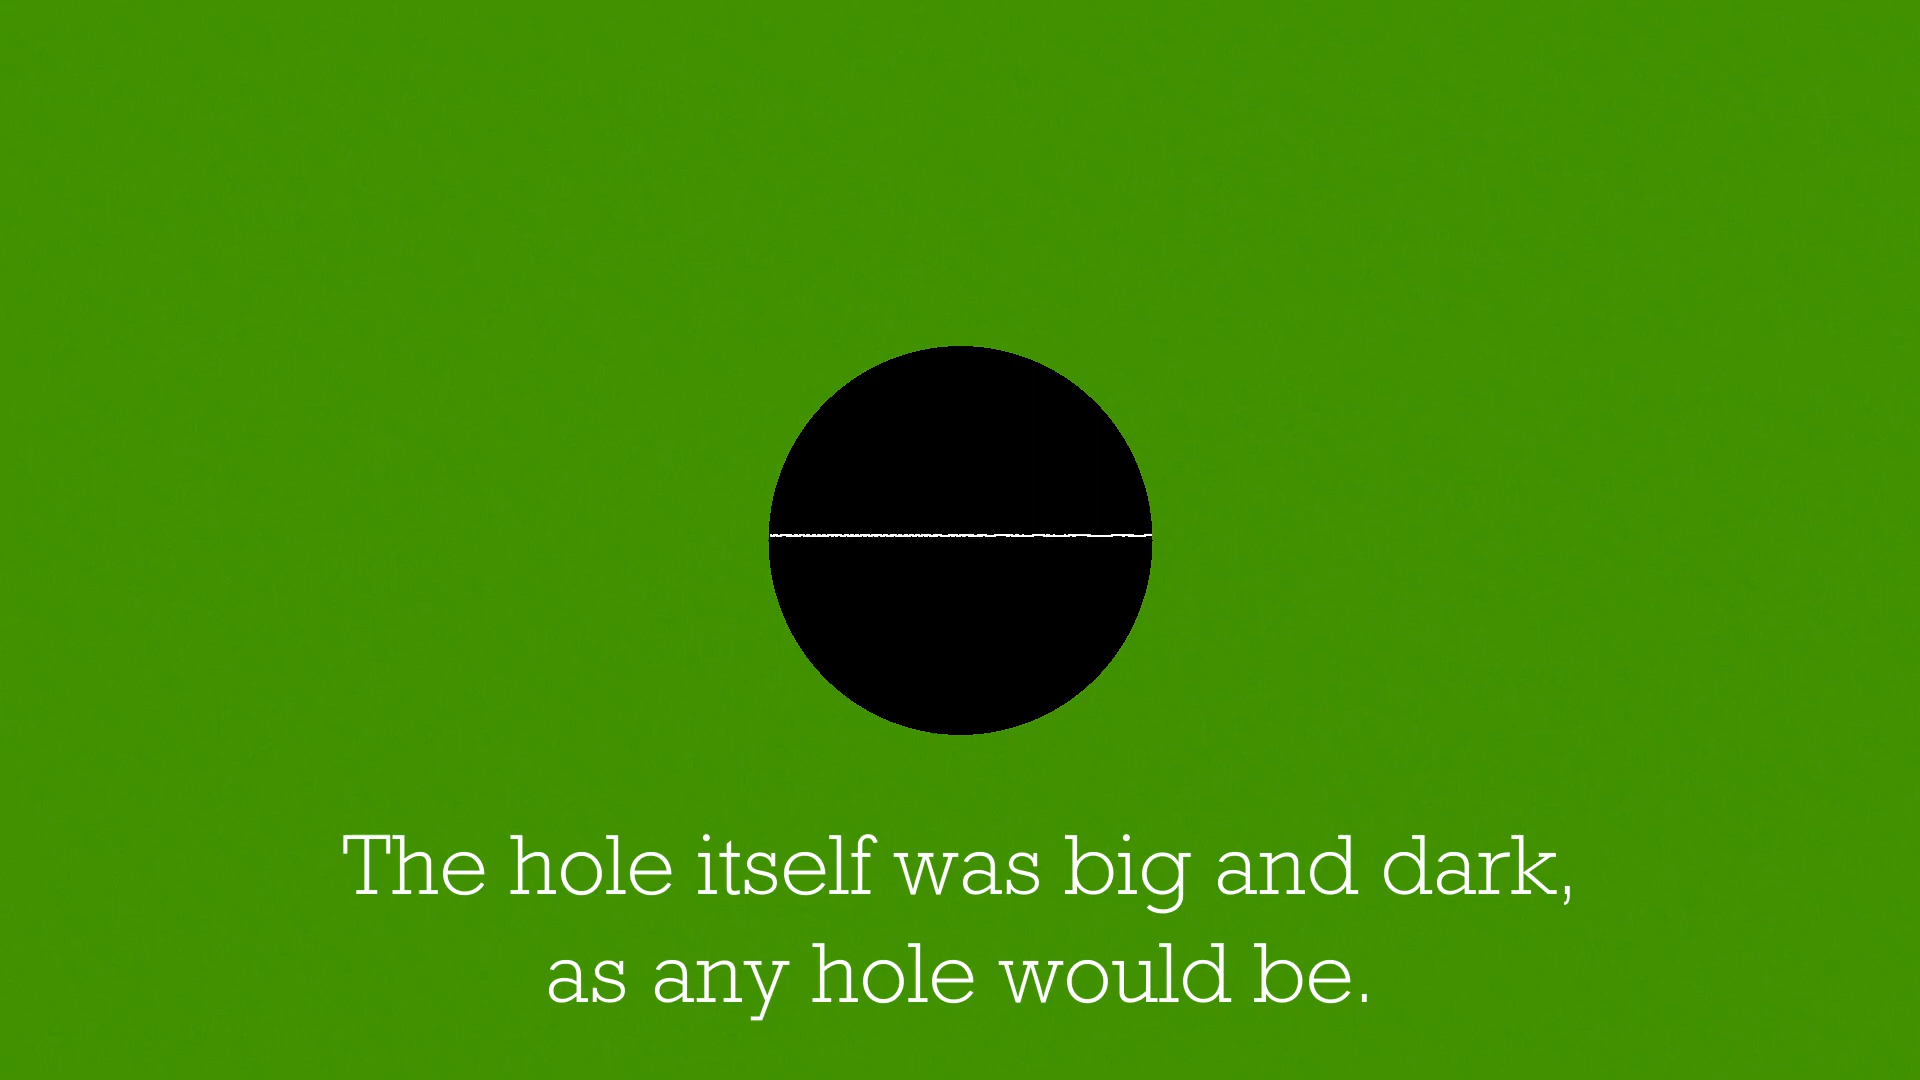 The hole itself was big and dark,
as any hole would be.